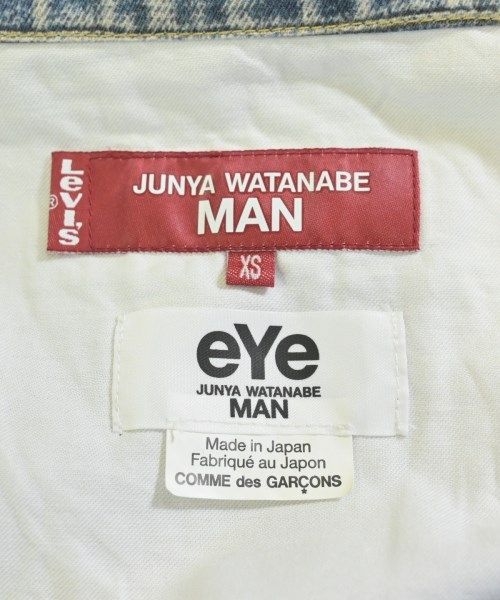 LEVI'S
®
JUNYA WATANABE
MAN
XS
eYe
JUNYA WATANABE
MAN
Made in Japan
Fabriqué au Japon
COMME des GARÇONS